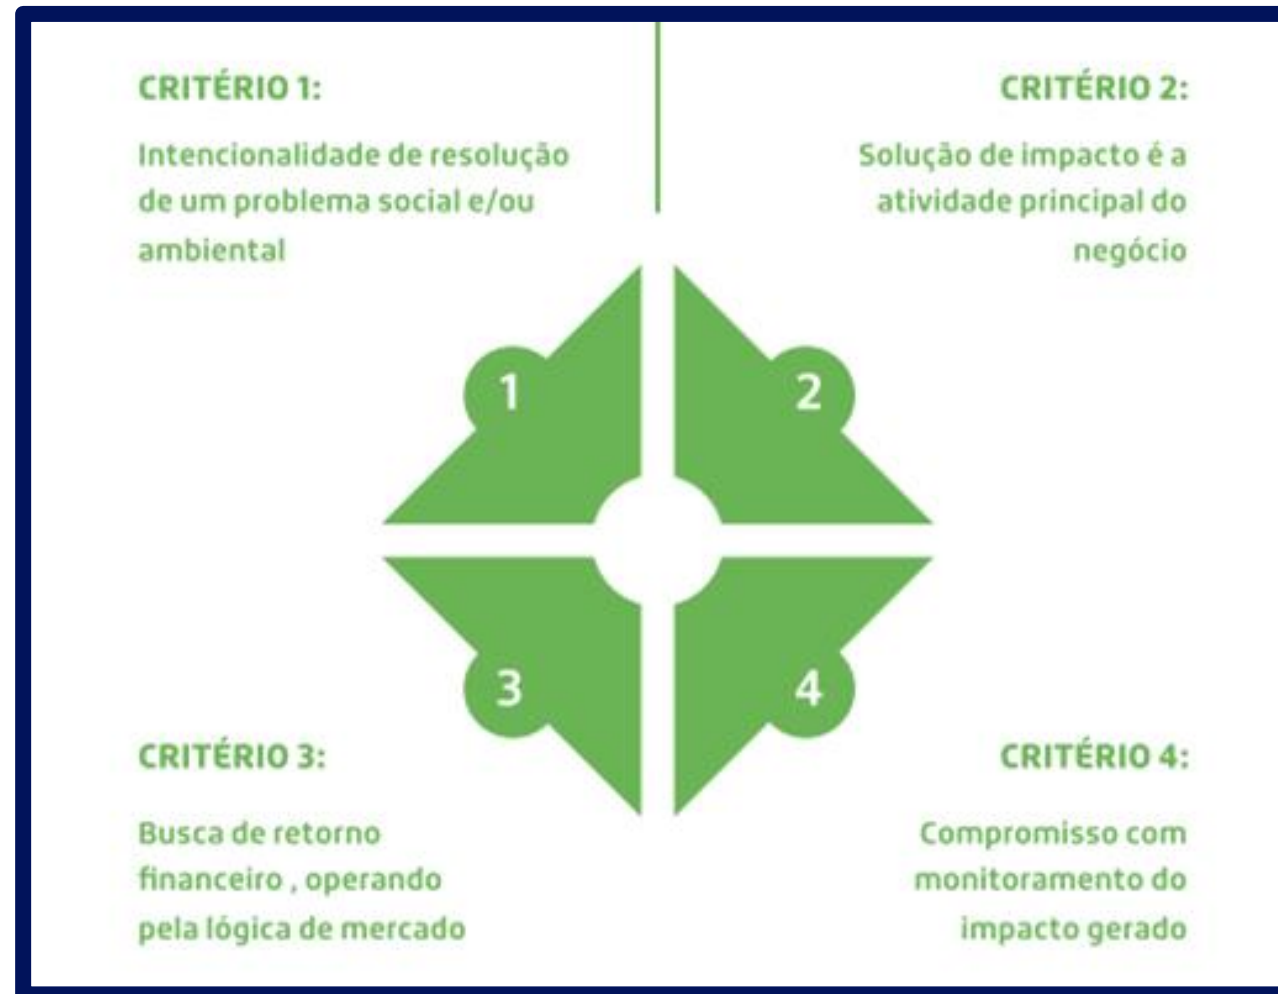 CRITÉRIO 1:
Intencionalidade de resolução
de um problema social e/ou
ambiental
CRITÉRIO 2:
Solução de impacto é a
atividade principal do
negócio
1
2
3
4
CRITÉRIO 3:
Busca de retorno
financeiro , operando
pela lógica de mercado
CRITÉRIO 4:
Compromisso com
monitoramento do
impacto gerado